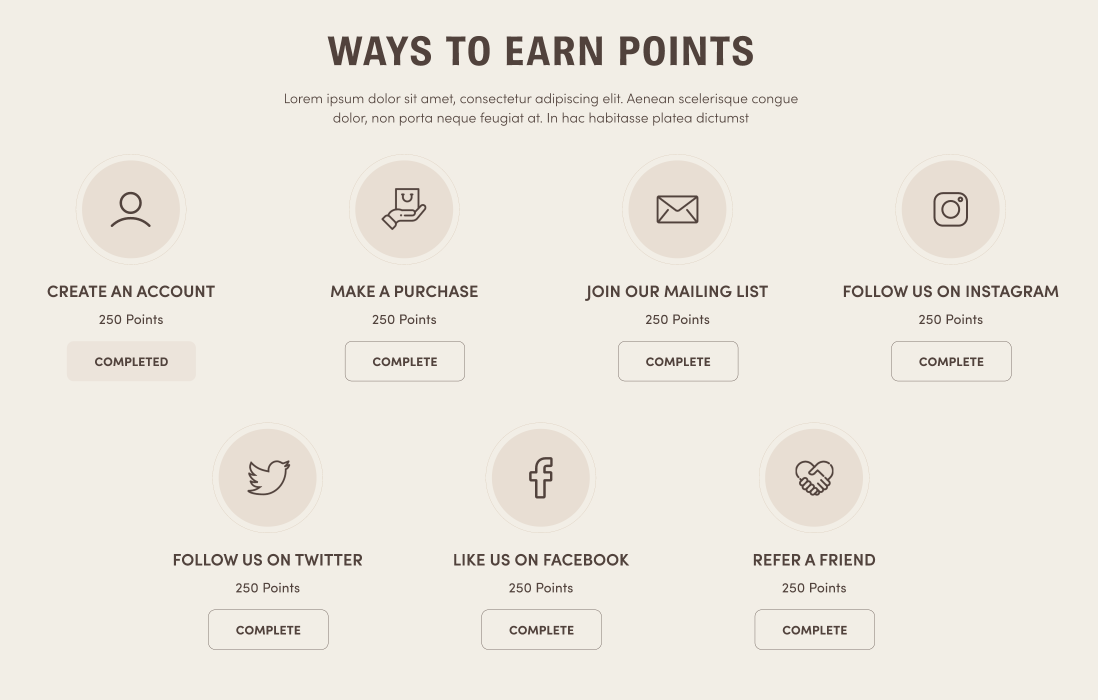 WAYS TO EARN POINTS
Lorem ipsum dolor sit amet, consectetur adipiscing elit. Aenean scelerisque congue
dolor, non porta neque feugiat at. In hac habitasse platea dictumst
CREATE AN ACCOUNT
250 Points
COMPLETED
MAKE A PURCHASE
250 Points
COMPLETE
JOIN OUR MAILING LIST
250 Points
COMPLETE
FOLLOW US ON INSTAGRAM
250 Points
COMPLETE
FOLLOW US ON TWITTER
250 Points
COMPLETE
LIKE US ON FACEBOOK
250 Points
COMPLETE
REFER A FRIEND
250 Points
COMPLETE